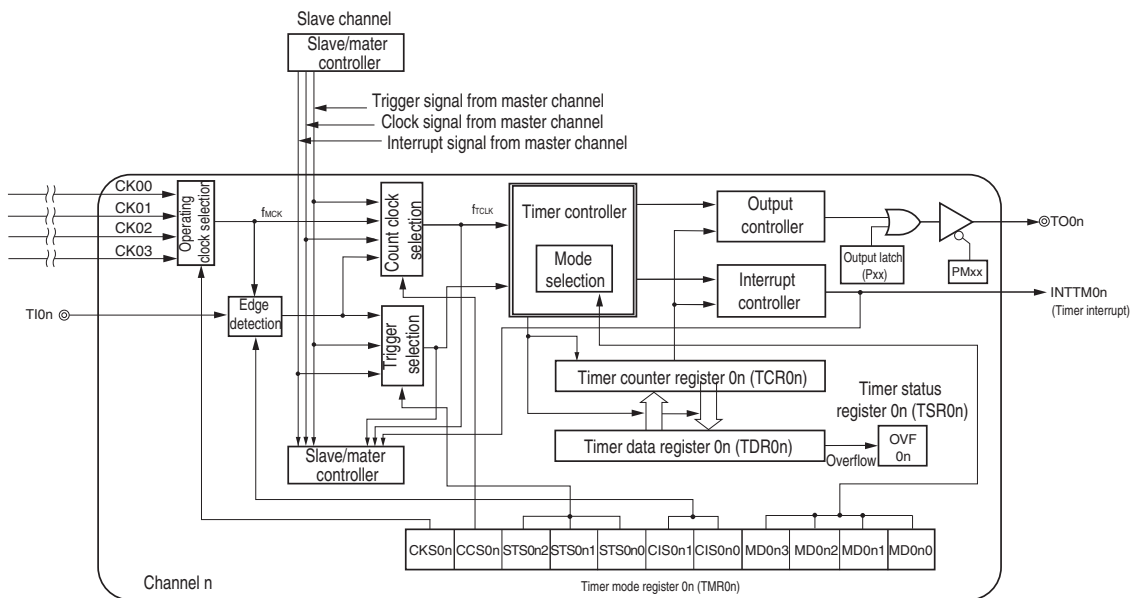 Slave channel
Slave/mater
controller
Trigger signal from master channel
Clock signal from master channel
Interrupt signal from master channel
CK00
CK01
CK02
CK03
Operating
clock selection
fMCK
Count clock
selection
fTCLK
Timer controller
Mode
selection
Output
controller
Output latch
(Pxx)
PMxx
TO0n
Interrupt
controller
INTTM0n
(Timer interrupt)
TI0n
Edge
detection
Trigger
selection
Timer counter register 0n (TCR0n)
Timer status
register 0n (TSR0n)
Timer data register 0n (TDR0n)
Overflow
OVF
0n
Slave/mater
controller
CKS0n CCS0n STS0n2 STS0n1 STS0n0 CIS0n1 CIS0n0 MD0n3 MD0n2 MD0n1 MD0n0
Channel n
Timer mode register 0n (TMR0n)